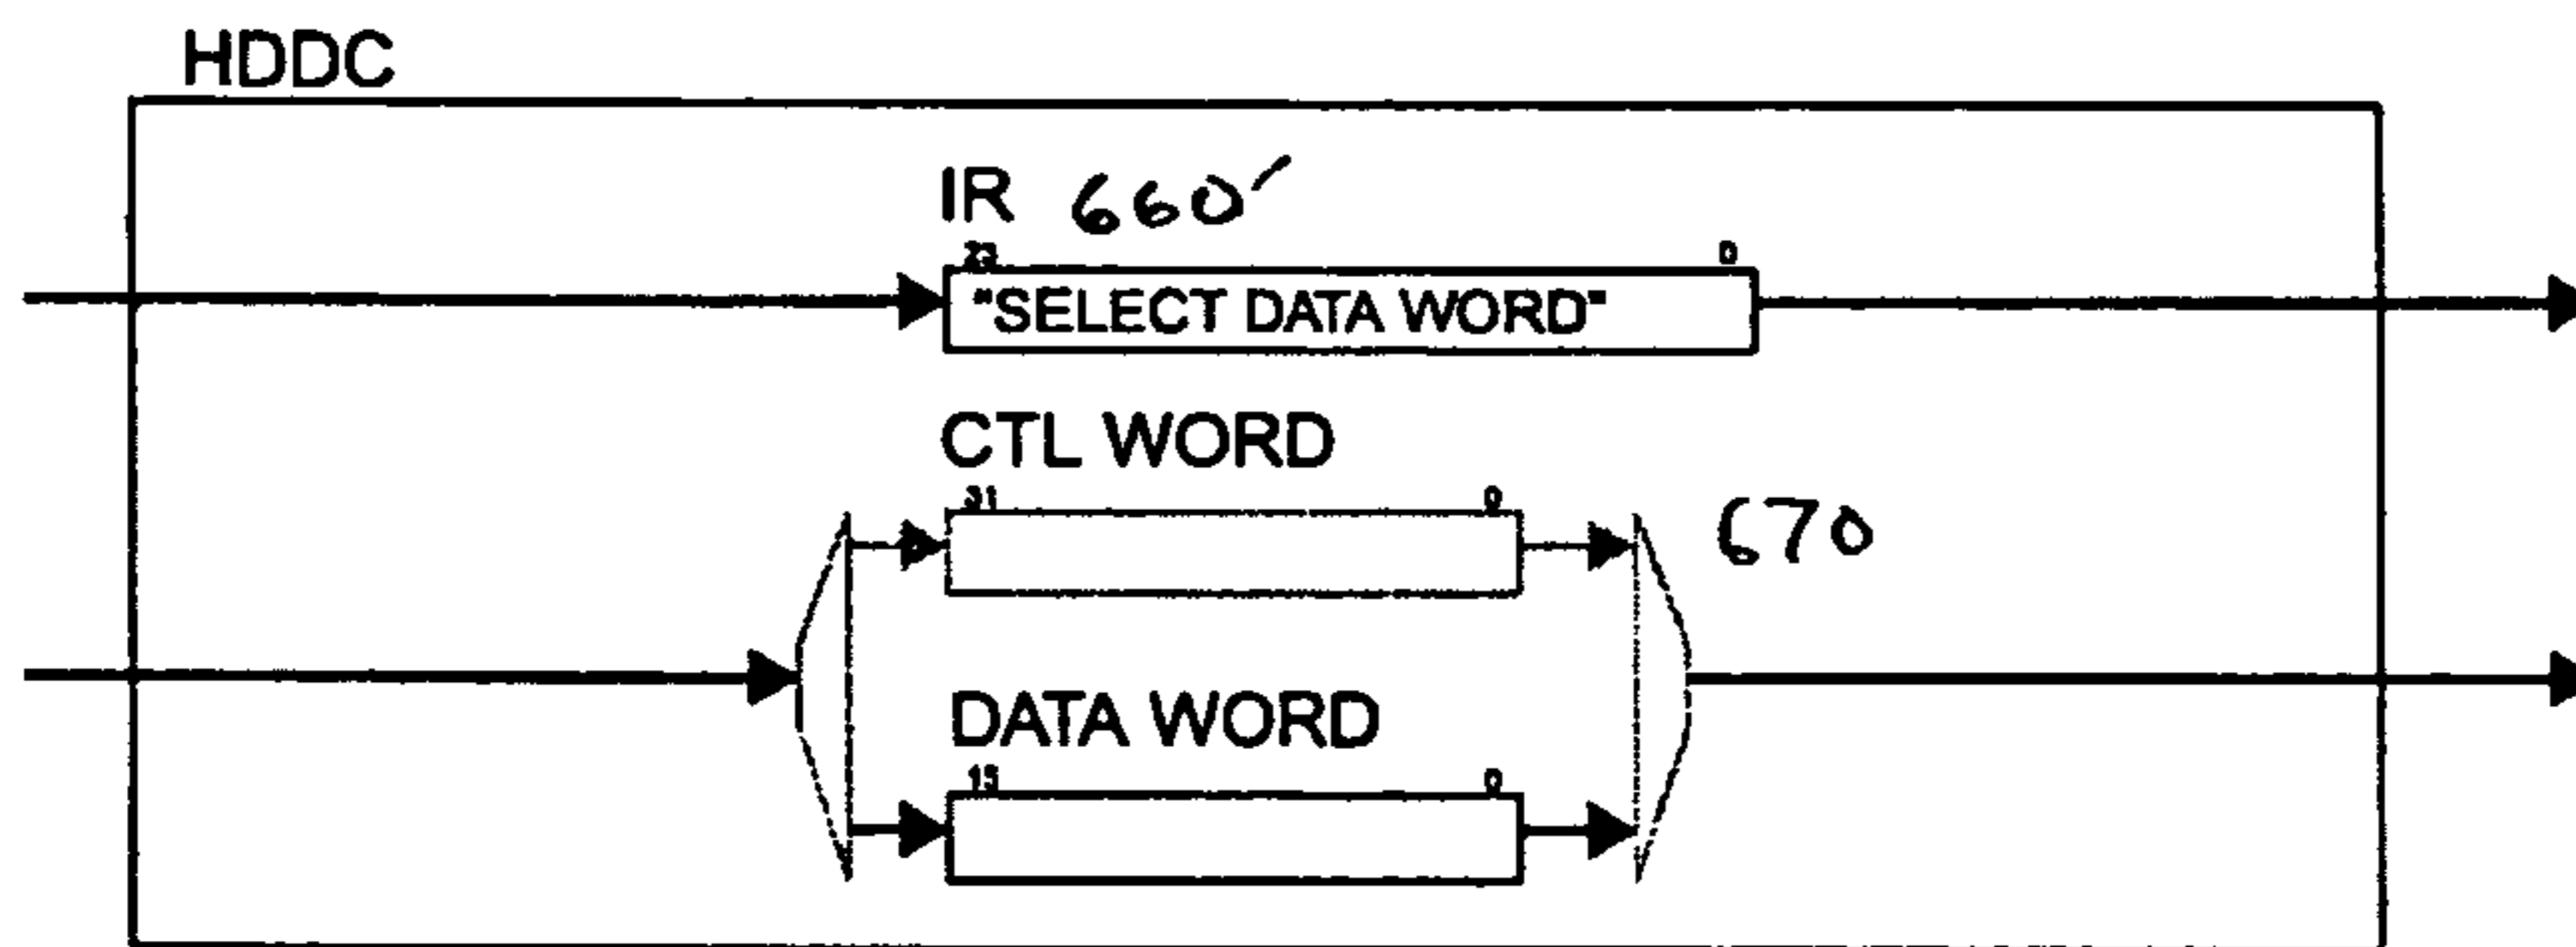 HDDC
IR 660′
23 0
"SELECT DATA WORD"
CTL WORD
31 0
670
DATA WORD
15 0